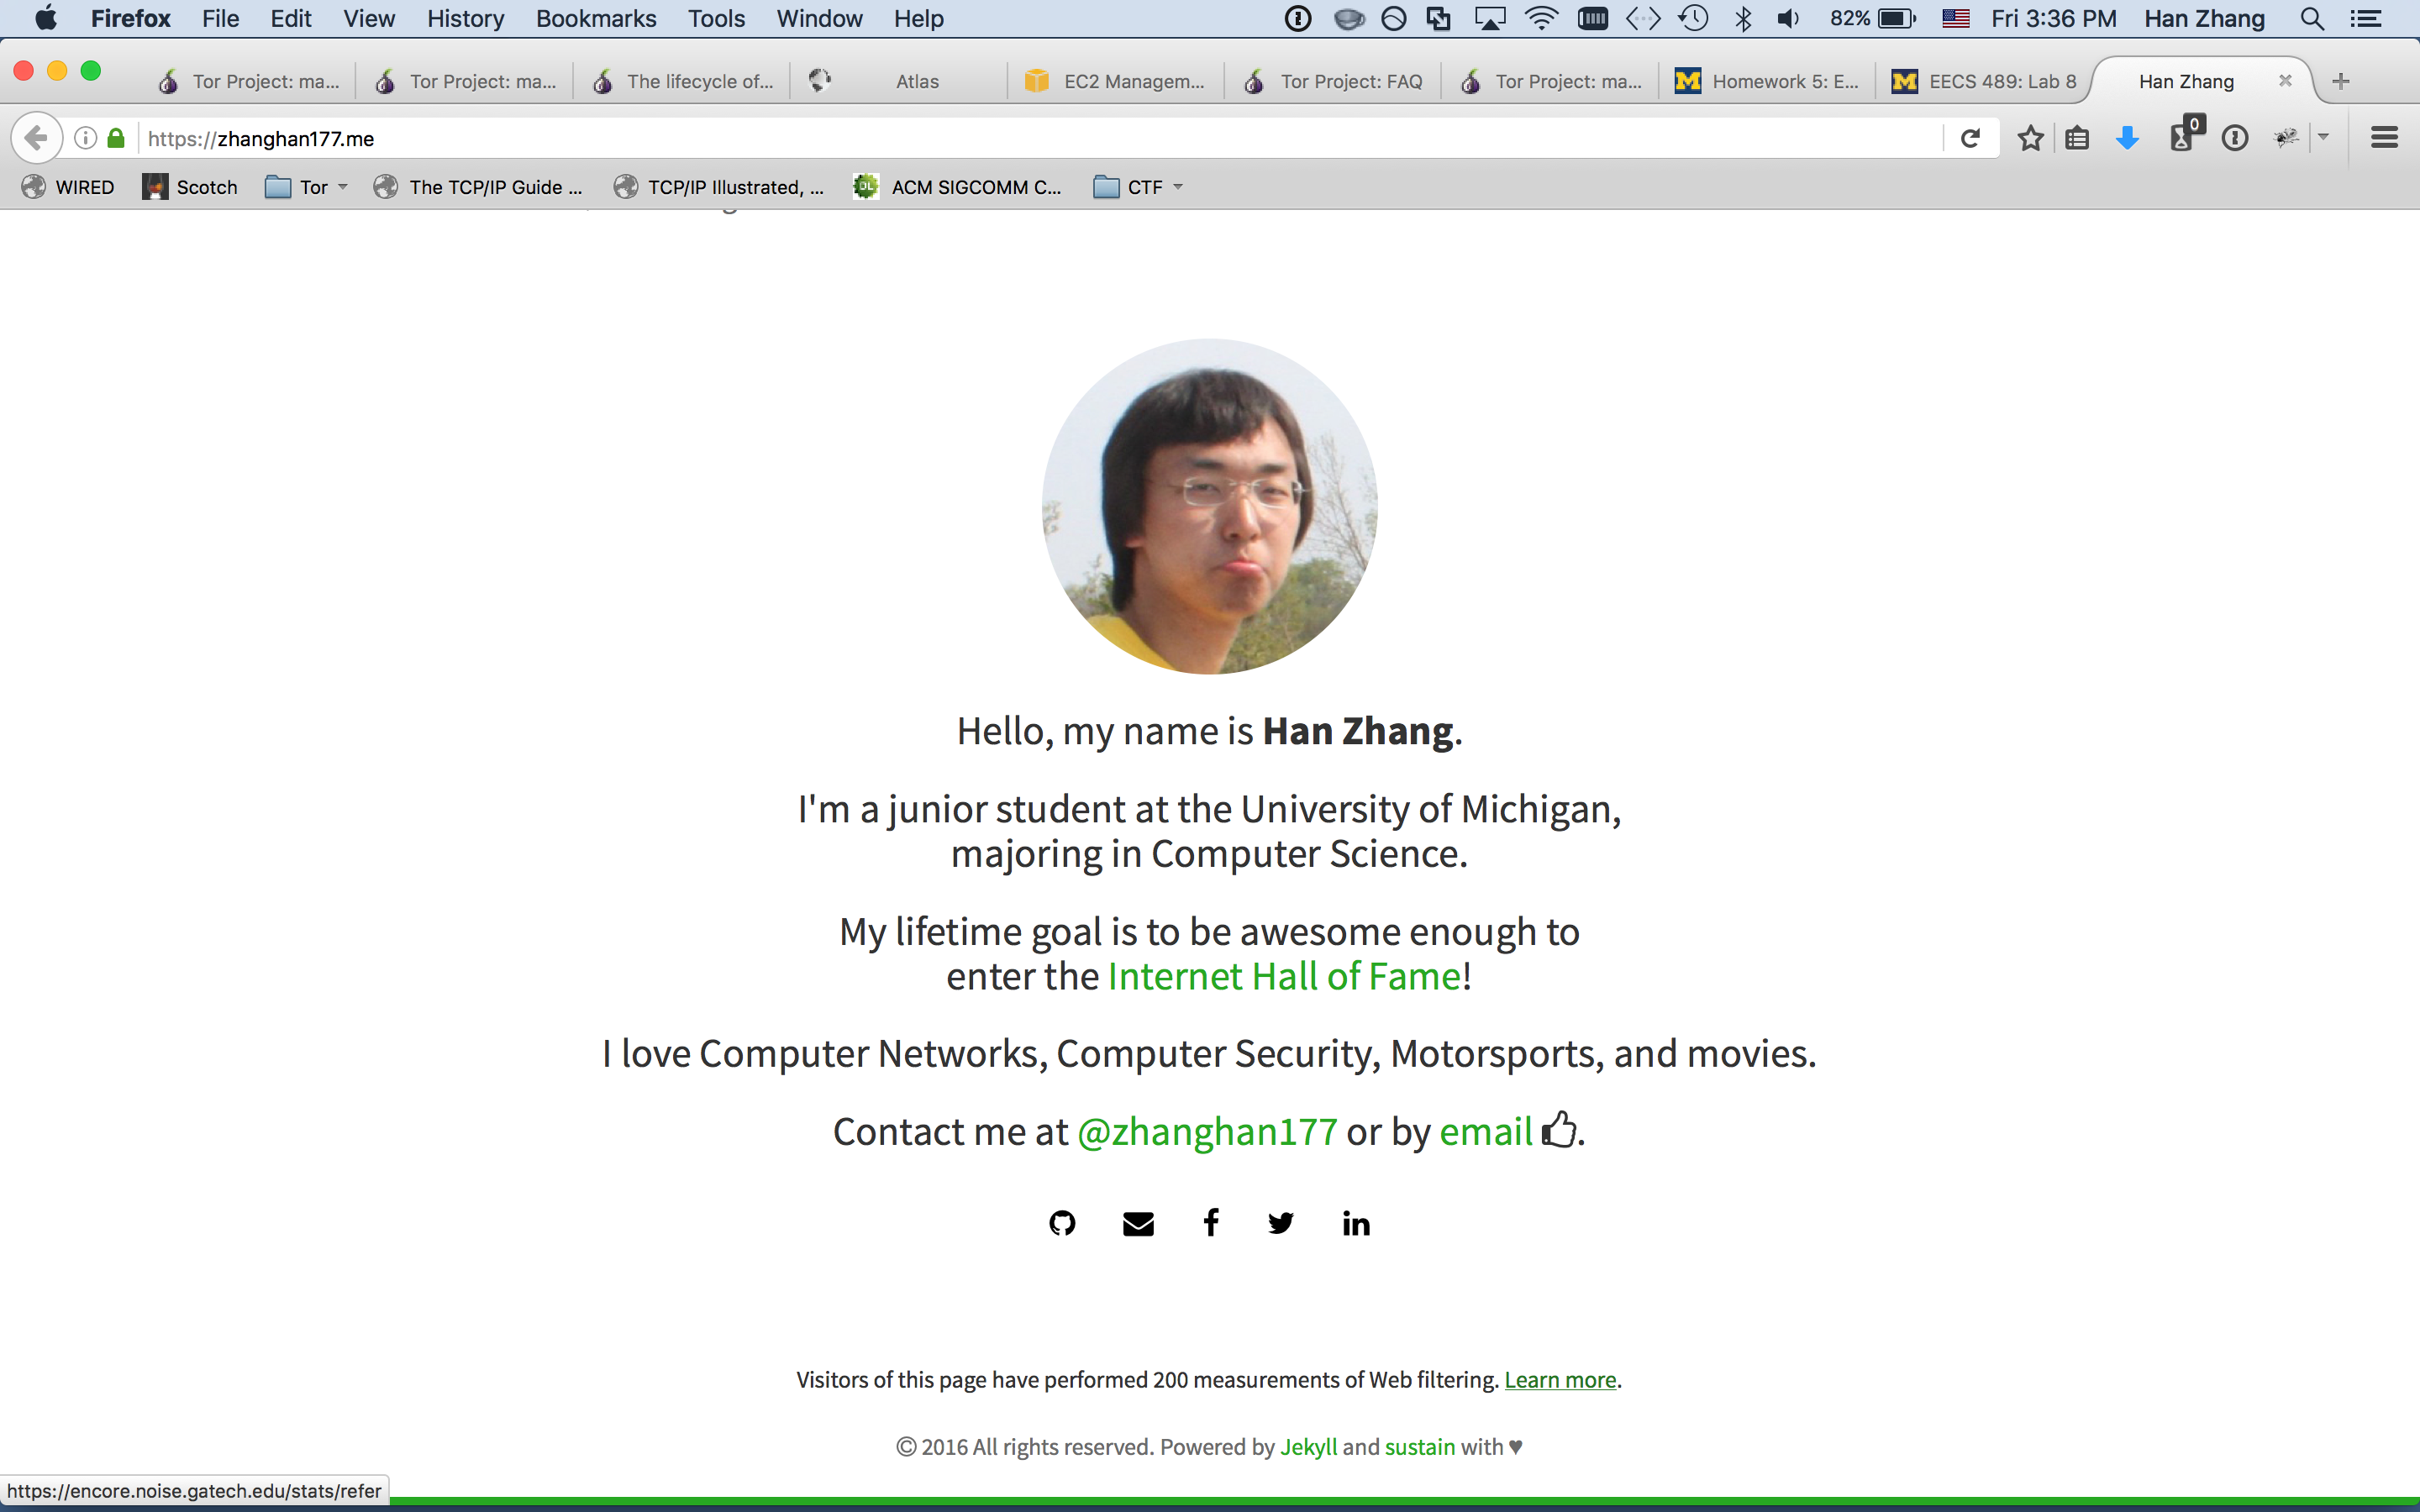 Firefox File Edit View History Bookmarks Tools Window Help 82% Fri 3:36 PM Han Zhang
Tor Project: ma... Tor Project: ma... The lifecycle of... Atlas EC2 Managem... Tor Project: FAQ Tor Project: ma... Homework 5: E... EECS 489: Lab 8 Han Zhang
https://zhanghan177.me 0
WIRED Scotch Tor The TCP/IP Guide ... TCP/IP Illustrated, ... DL ACM SIGCOMM C... CTF
Hello, my name is Han Zhang.
I'm a junior student at the University of Michigan,
majoring in Computer Science.
My lifetime goal is to be awesome enough to
enter the Internet Hall of Fame!
I love Computer Networks, Computer Security, Motorsports, and movies.
Contact me at @zhanghan177 or by email.
Visitors of this page have performed 200 measurements of Web filtering. Learn more.
© 2016 All rights reserved. Powered by Jekyll and sustain with ♥
https://encore.noise.gatech.edu/stats/refer